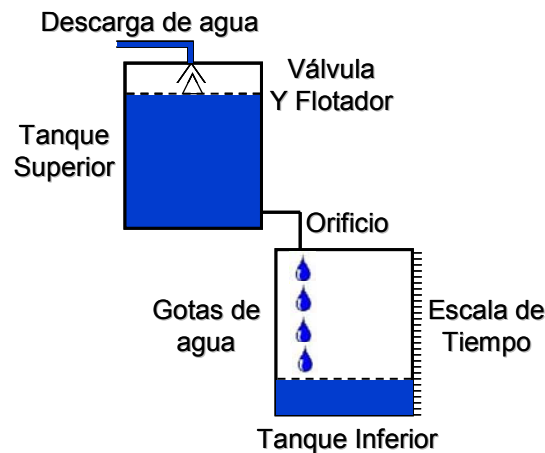 Descarga de agua
Válvula
Y Flotador
Tanque
Superior
Orificio
Gotas de
agua
Escala de
Tiempo
Tanque Inferior